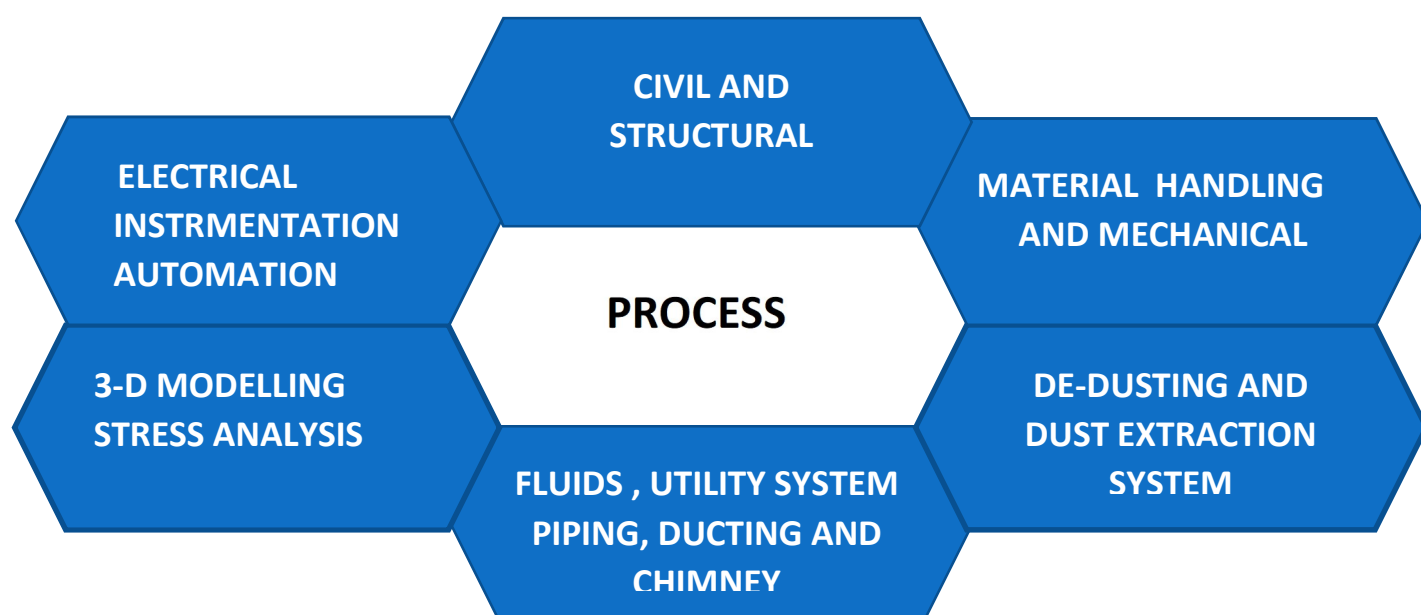 CIVIL AND
STRUCTURAL
ELECTRICAL
INSTRMENTATION
AUTOMATION
MATERIAL  HANDLING
AND MECHANICAL
PROCESS
3-D MODELLING
STRESS ANALYSIS
DE-DUSTING AND
DUST EXTRACTION
SYSTEM
FLUIDS , UTILITY SYSTEM
PIPING, DUCTING AND
CHIMNEY